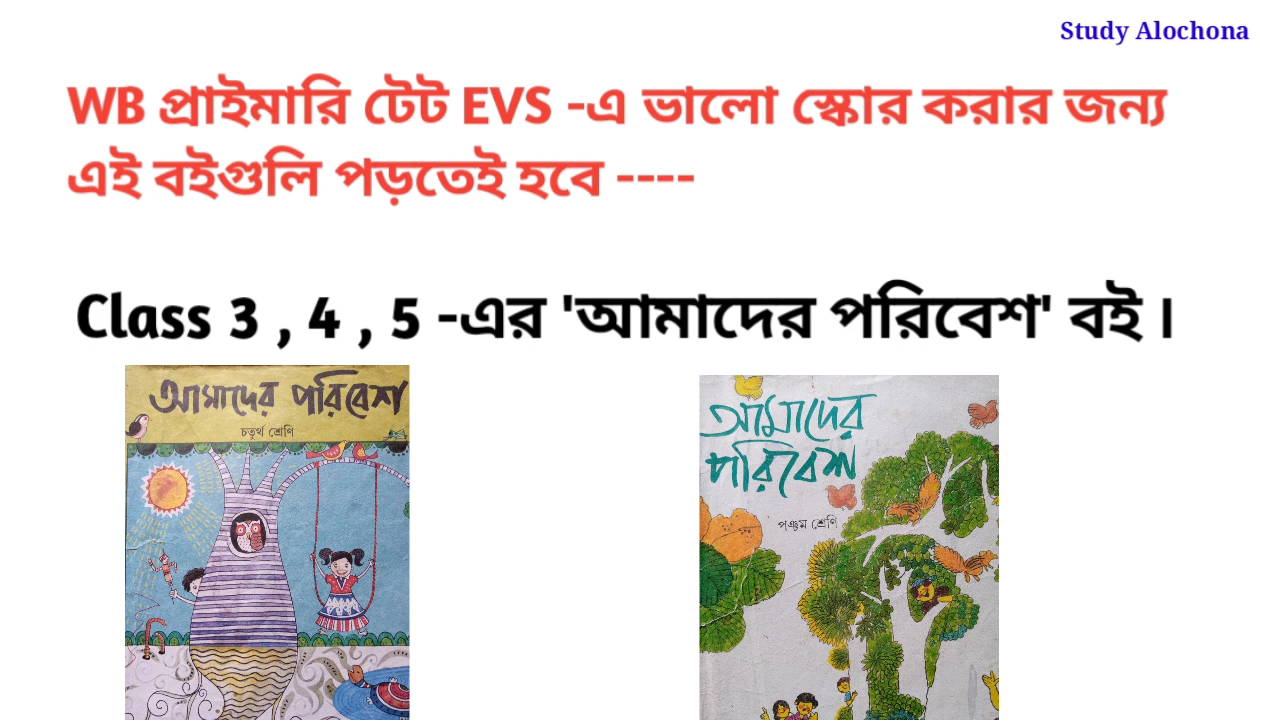 Study Alochona
WB প্রাইমারি টেট EVS -এ ভালো স্কোর করার জন্য
এই বইগুলি পড়তেই হবে ----
Class 3 , 4 , 5 -এর 'আমাদের পরিবেশ' বই ।
আমাদের পরিবেশ
চতুর্থ শ্রেণি
আমাদের
পরিবেশ
পঞ্চম শ্রেণি